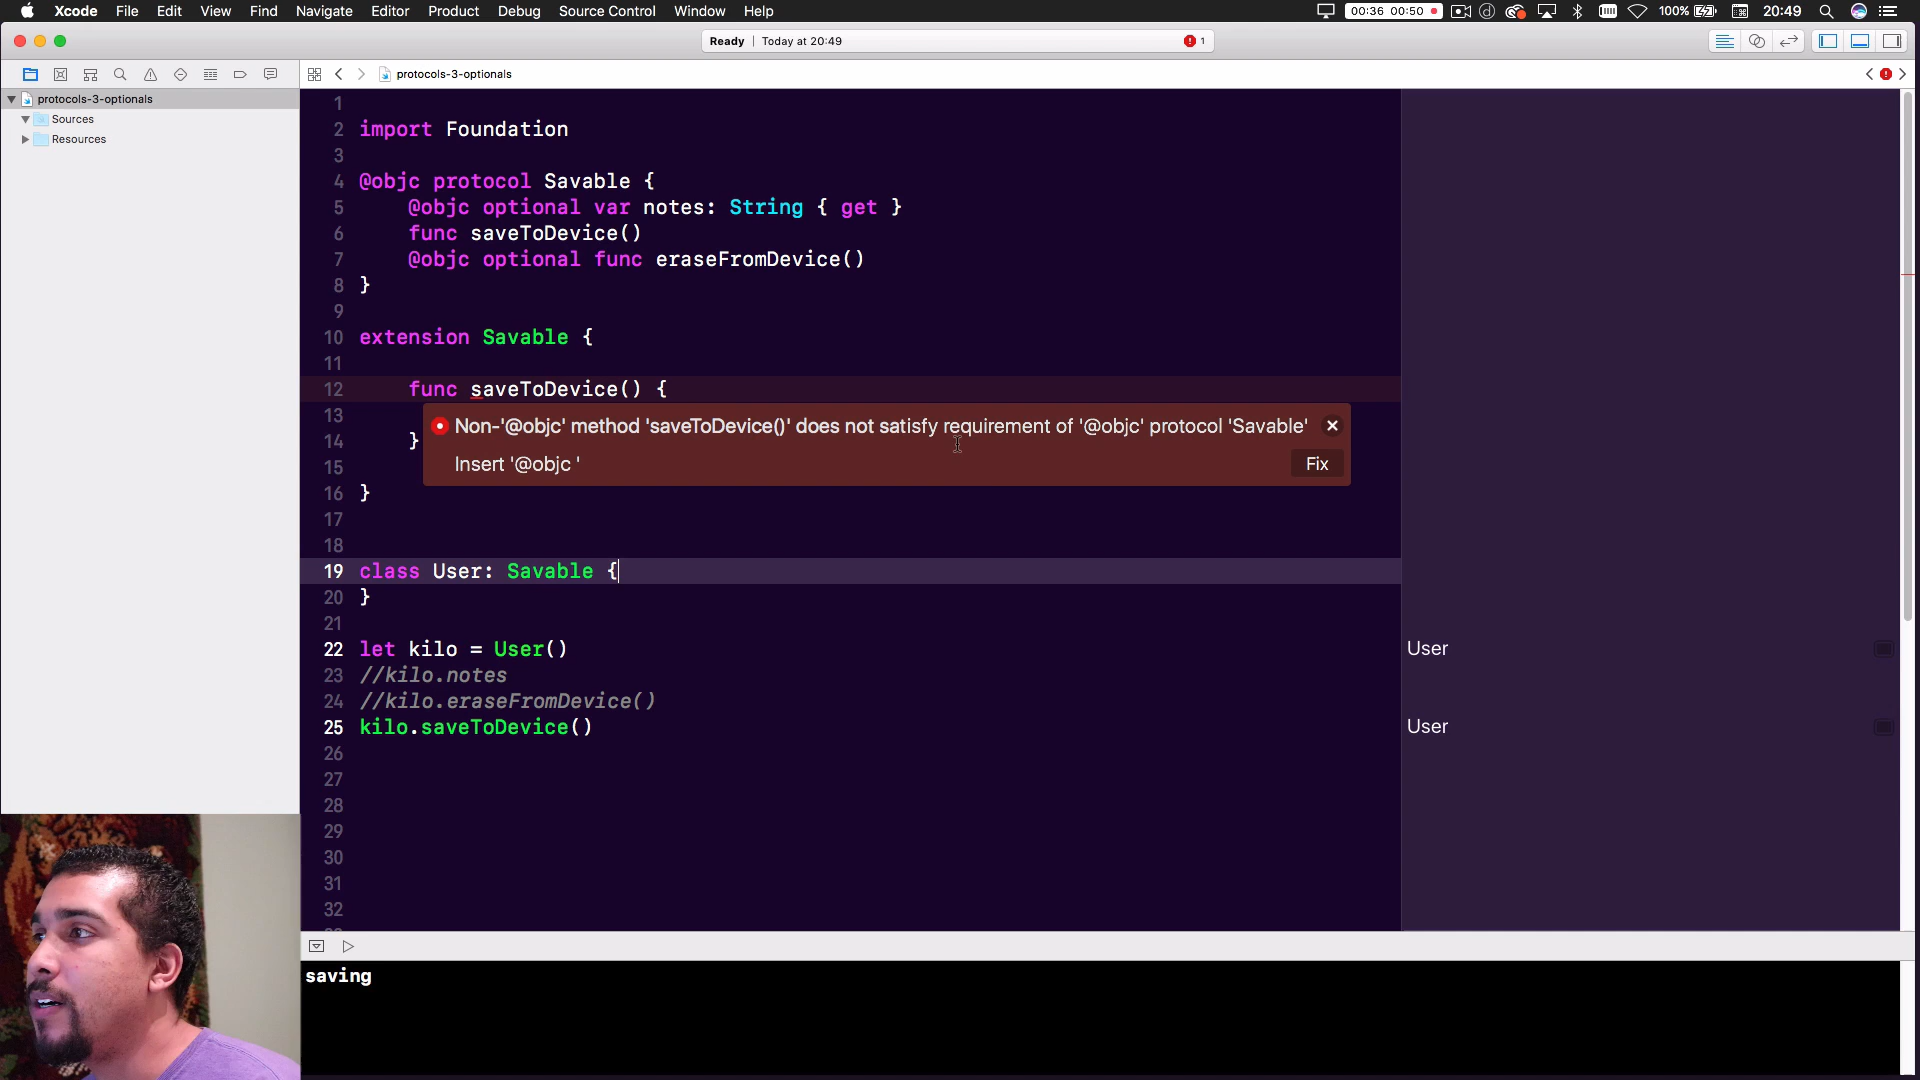 Xcode File Edit View Find Navigate Editor Product Debug Source Control Window Help 00:36 00:50 100% 20:49
Ready Today at 20:49 1
protocols-3-optionals
protocols-3-optionals
Sources
Resources
1
2 import Foundation
3
4 @objc protocol Savable {
5 @objc optional var notes: String { get }
6 func saveToDevice()
7 @objc optional func eraseFromDevice()
8 }
9
10 extension Savable {
11
12 func saveToDevice() {
13
Non-'@objc' method 'saveToDevice()' does not satisfy requirement of '@objc' protocol 'Savable'
14 }
Insert '@objc ' Fix
15
16 }
17
18
19 class User: Savable {
20 }
21
22 let kilo = User() User
23 //kilo.notes
24 //kilo.eraseFromDevice()
25 kilo.saveToDevice() User
26
27
28
29
30
31
32
saving